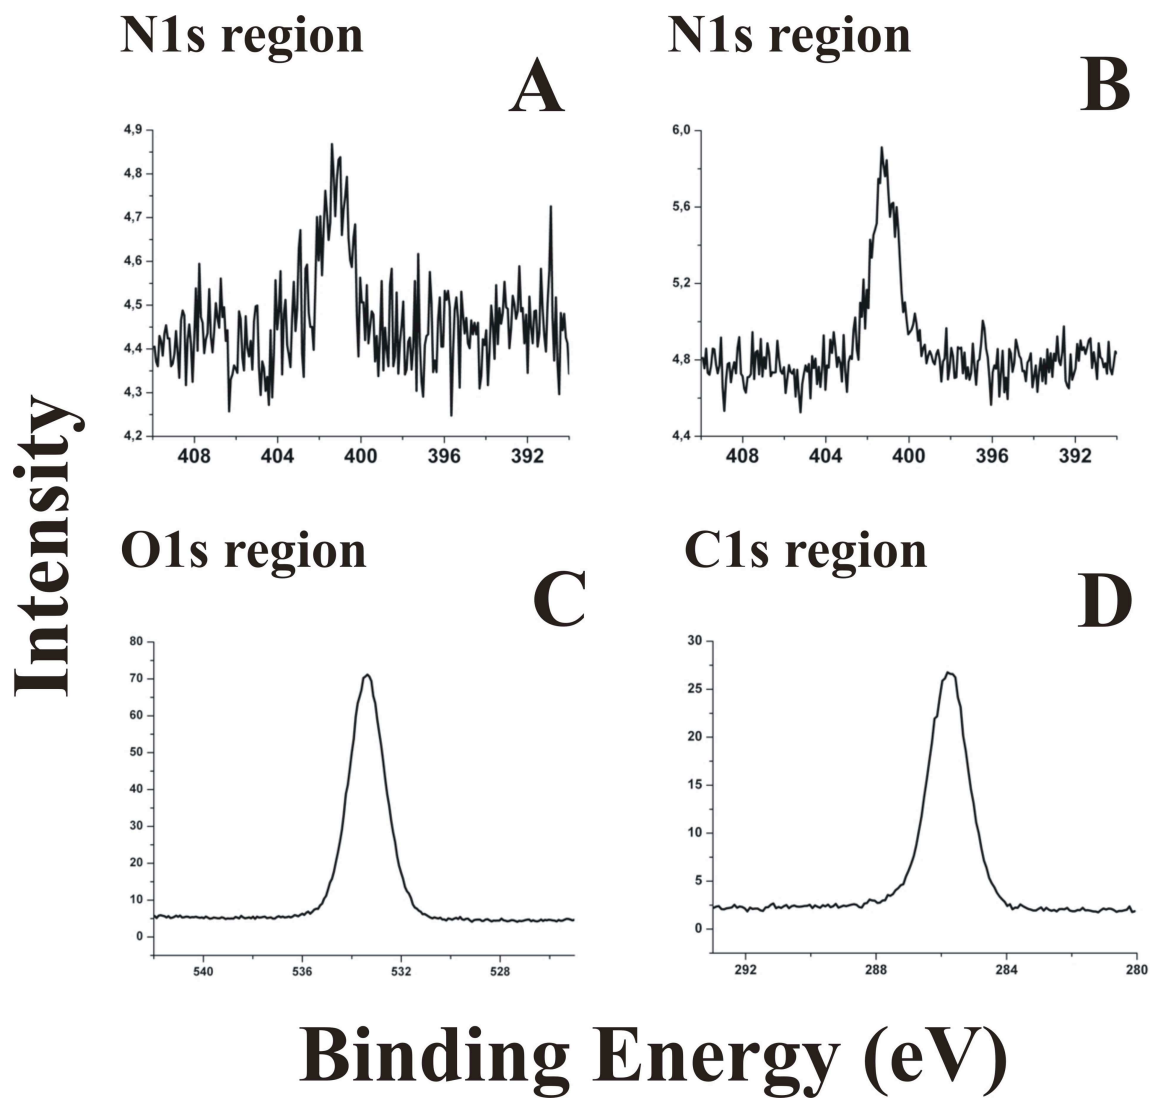 N1s region
A
4,9
4,8
4,7
4,6
4,5
4,4
4,3
4,2
408 404 400 396 392
N1s region
B
6,0
5,6
5,2
4,8
4,4
408 404 400 396 392
Intensity
O1s region
C
80
70
60
50
40
30
20
10
0
540 536 532 528
C1s region
D
30
25
20
15
10
5
0
292 288 284 280
Binding Energy (eV)